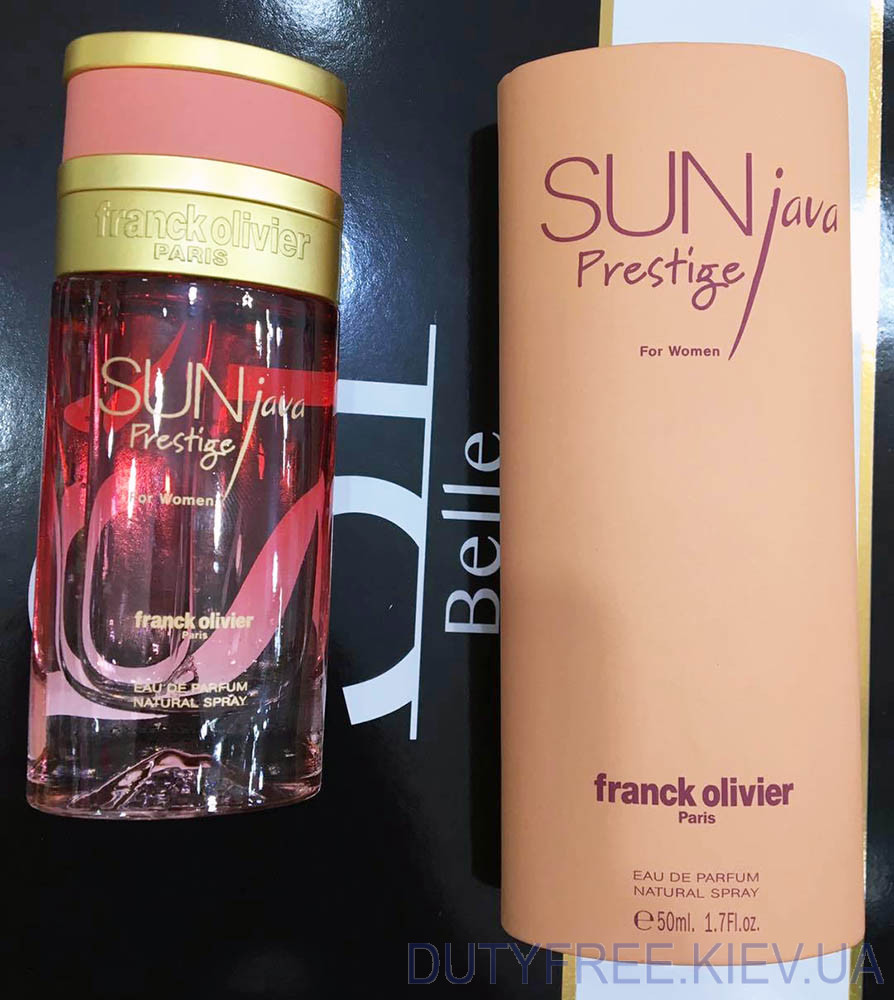 franck olivier
PARIS
SUN java
Prestige
For Women
franck olivier
Paris
EAU DE PARFUM
NATURAL SPRAY
Belle
SUN java
Prestige
For Women
franck olivier
Paris
EAU DE PARFUM
NATURAL SPRAY
℮50ml. 1.7Fl.oz.
DUTYFREE.KIEV.UA